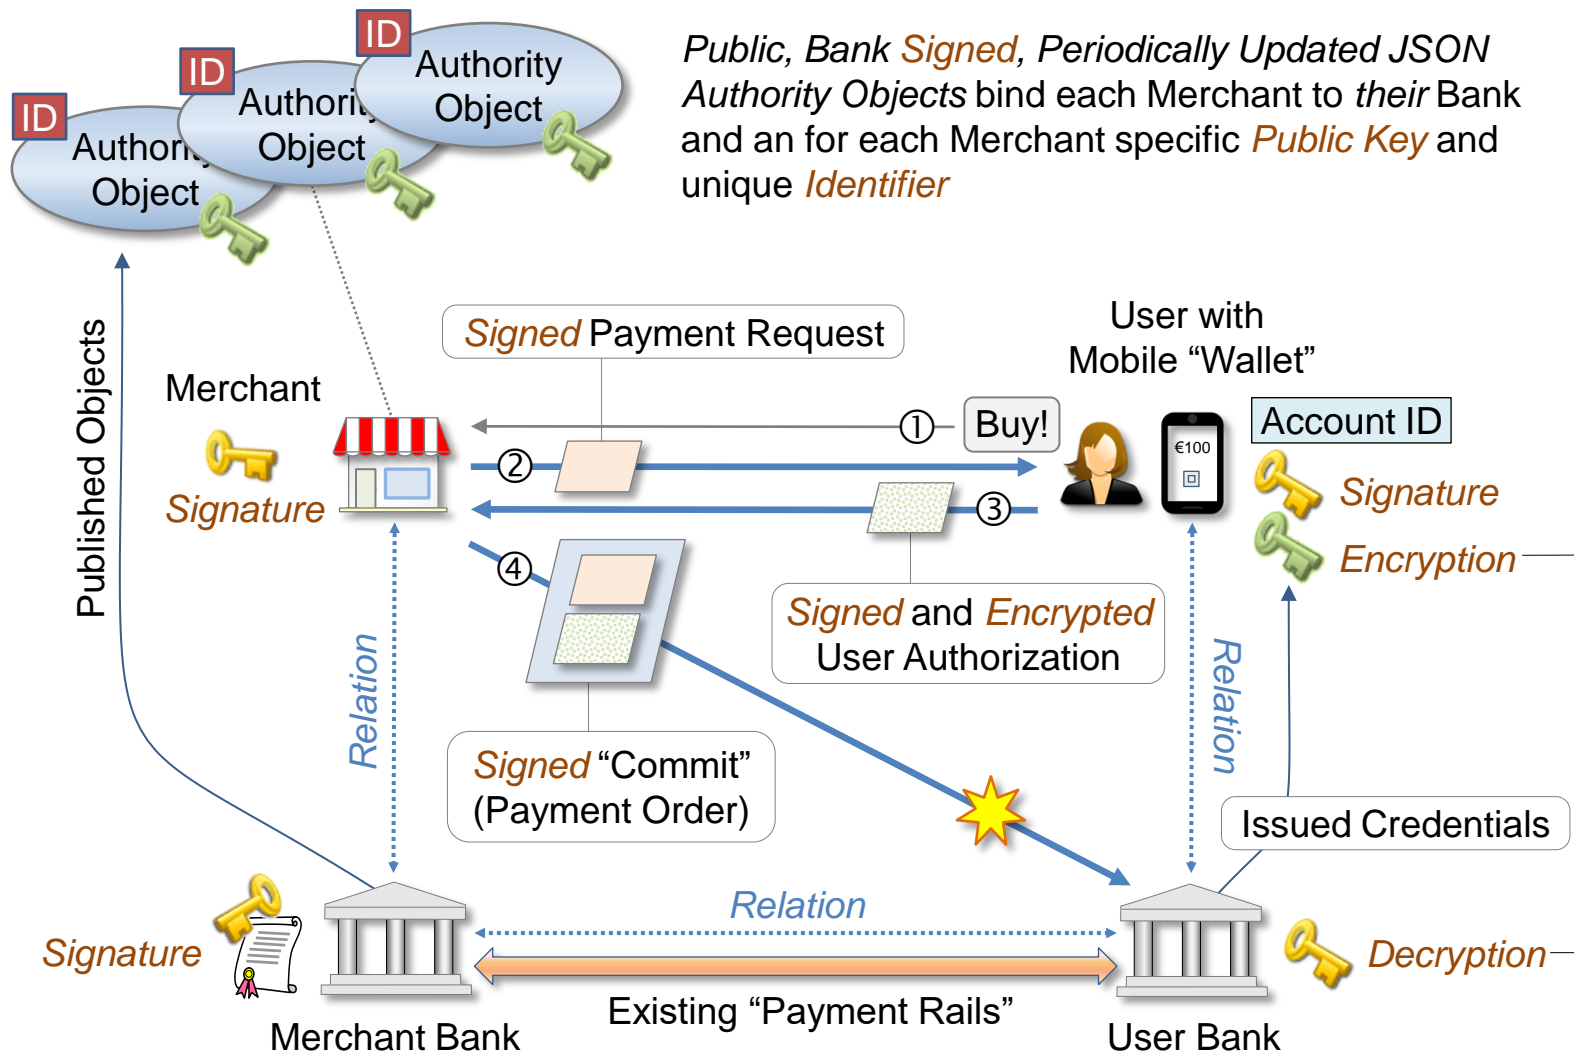 ID
Authority
Object
ID
Authority
Object
ID
Authority
Object
Public, Bank Signed, Periodically Updated JSON
Authority Objects bind each Merchant to their Bank
and an for each Merchant specific Public Key and
unique Identifier
Published Objects
Signed Payment Request
User with
Mobile “Wallet”
Merchant
Signature
①
Buy!
②
③
④
€100
Account ID
Signature
Encryption
Signed and Encrypted
User Authorization
Relation
Relation
Signed “Commit”
(Payment Order)
Issued Credentials
Relation
Signature
Decryption
Existing “Payment Rails”
Merchant Bank
User Bank